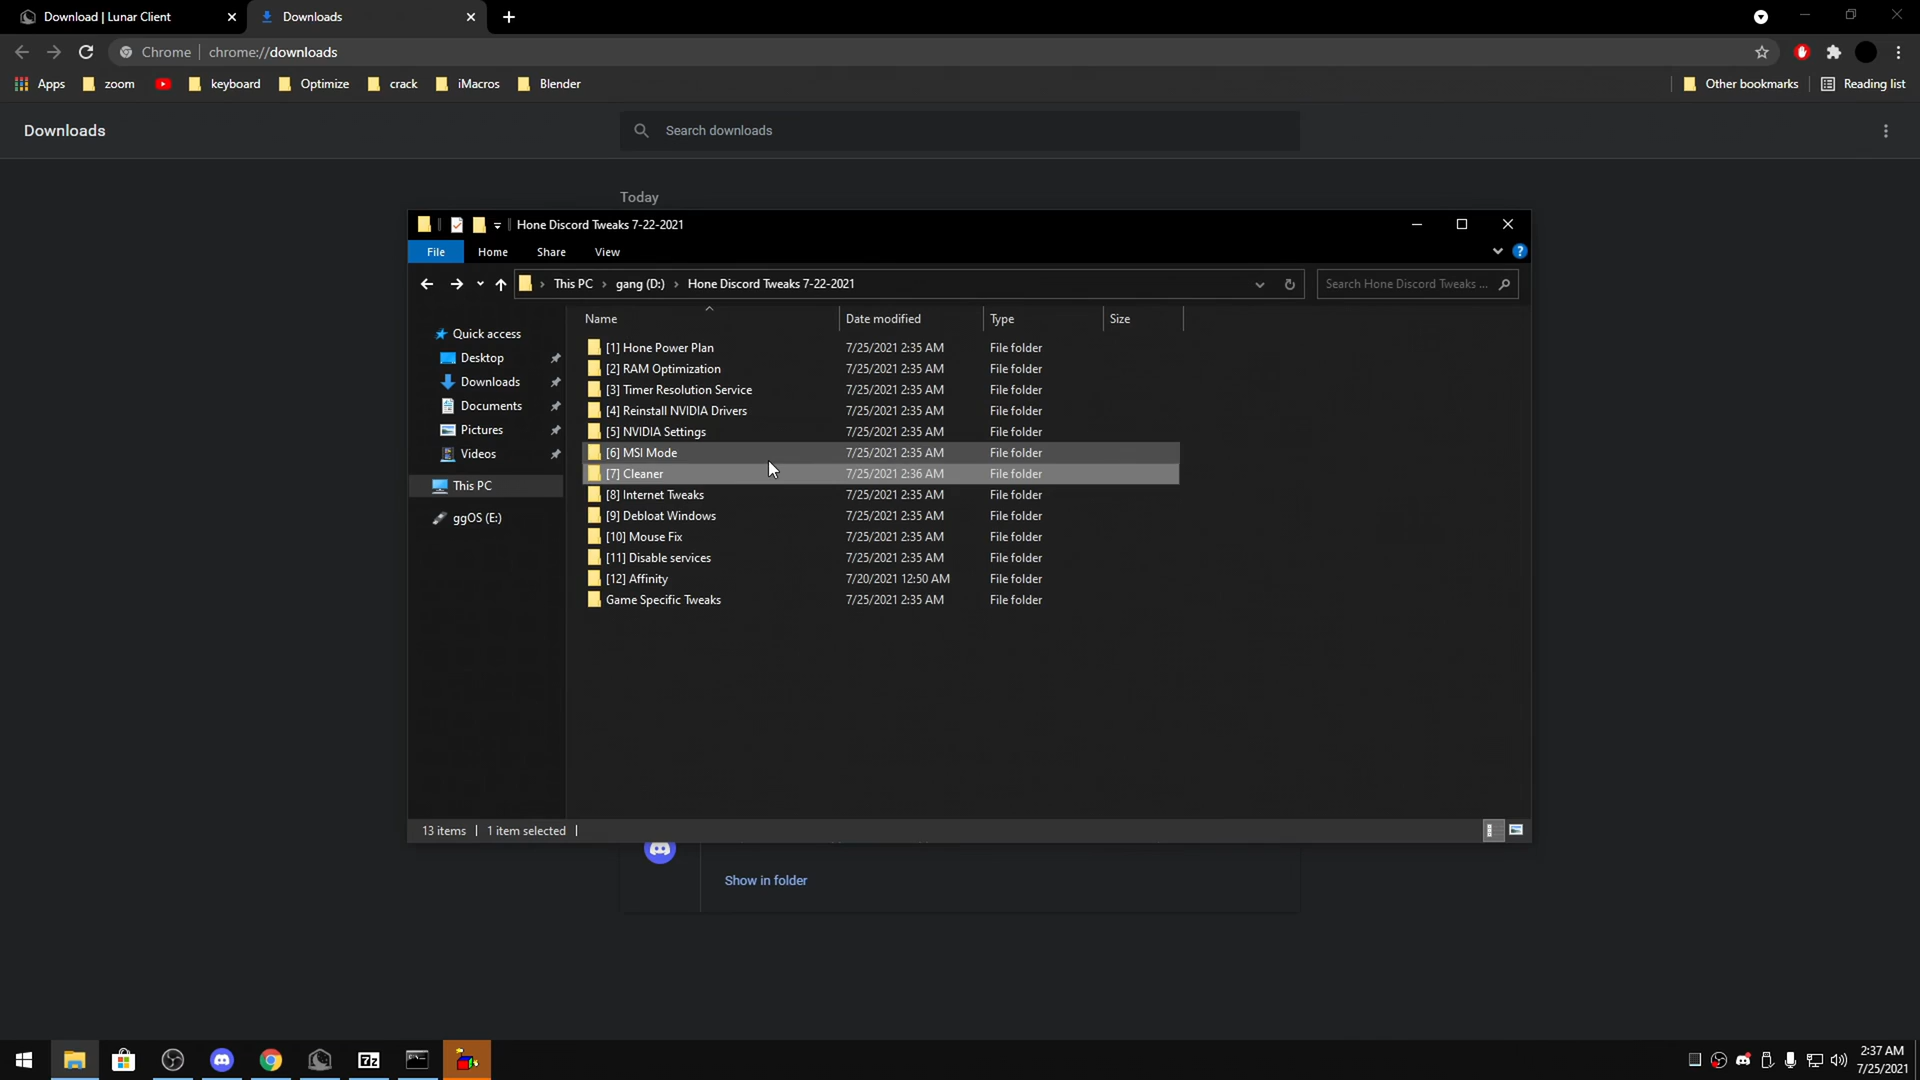 Download | Lunar Client
Downloads
Chrome chrome://downloads
Apps zoom keyboard Optimize crack iMacros Blender Other bookmarks Reading list
Downloads
Search downloads
Today
Hone Discord Tweaks 7-22-2021
File Home Share View
This PC gang (D:) Hone Discord Tweaks 7-22-2021
Search Hone Discord Tweaks ...
Name Date modified Type Size
Quick access
Desktop
Downloads
Documents
Pictures
Videos
This PC
ggOS (E:)
[1] Hone Power Plan 7/25/2021 2:35 AM File folder
[2] RAM Optimization 7/25/2021 2:35 AM File folder
[3] Timer Resolution Service 7/25/2021 2:35 AM File folder
[4] Reinstall NVIDIA Drivers 7/25/2021 2:35 AM File folder
[5] NVIDIA Settings 7/25/2021 2:35 AM File folder
[6] MSI Mode 7/25/2021 2:35 AM File folder
[7] Cleaner 7/25/2021 2:36 AM File folder
[8] Internet Tweaks 7/25/2021 2:35 AM File folder
[9] Debloat Windows 7/25/2021 2:35 AM File folder
[10] Mouse Fix 7/25/2021 2:35 AM File folder
[11] Disable services 7/25/2021 2:35 AM File folder
[12] Affinity 7/20/2021 12:50 AM File folder
Game Specific Tweaks 7/25/2021 2:35 AM File folder
13 items 1 item selected
Show in folder
7z
2:37 AM
7/25/2021